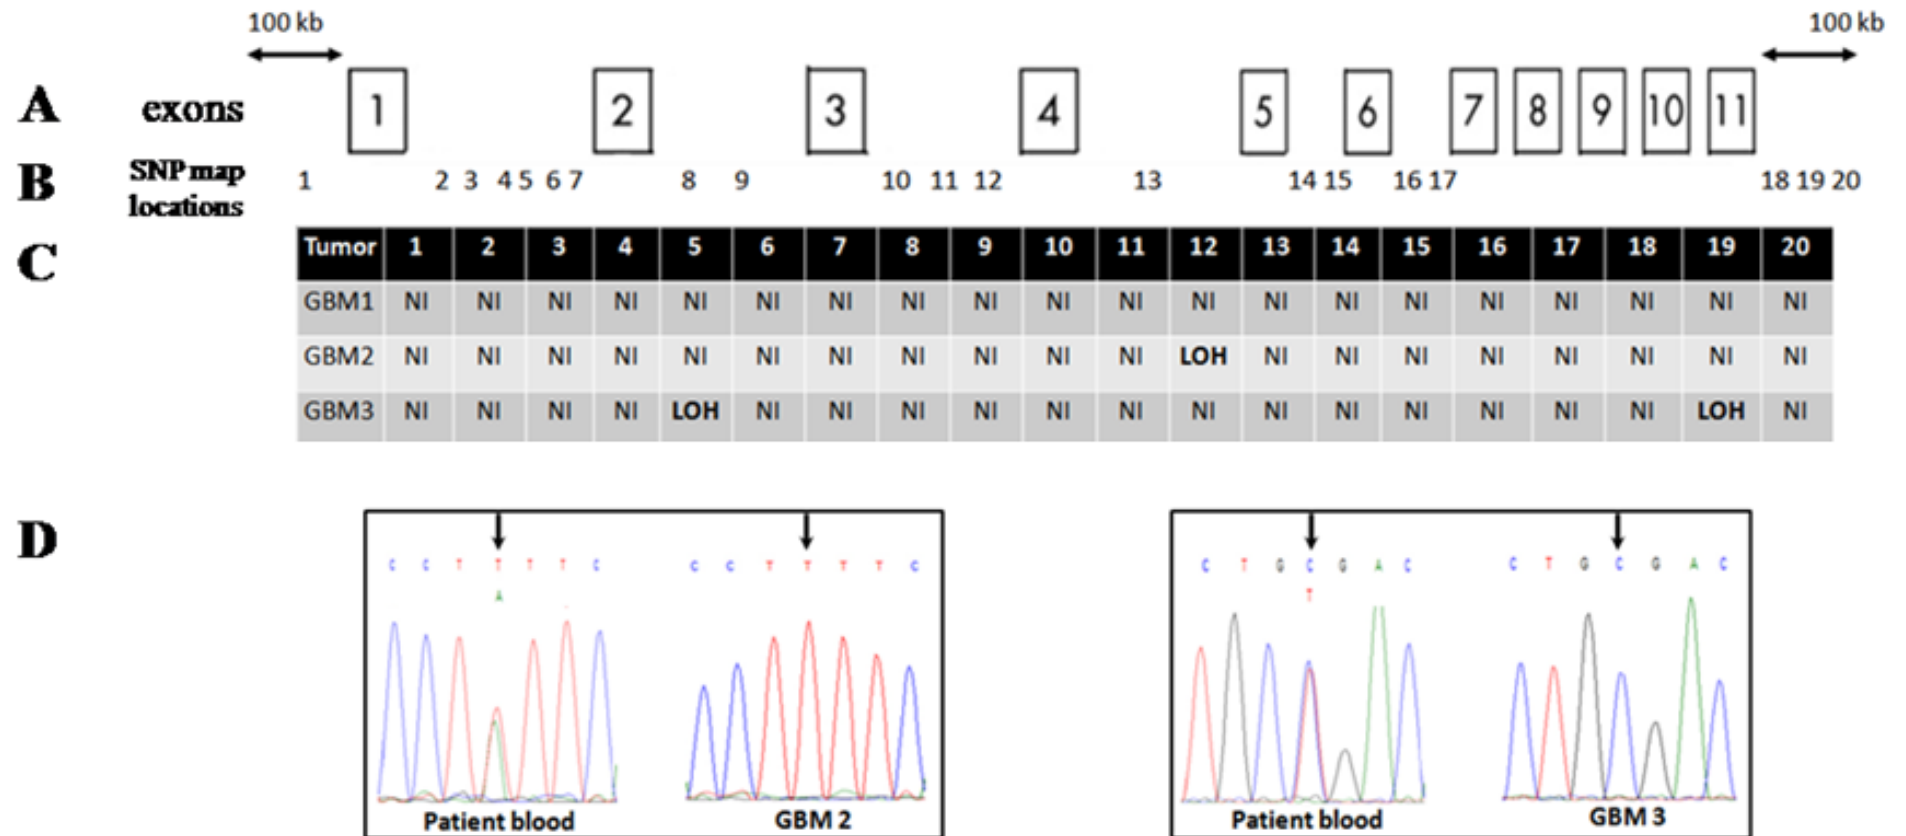 100 kb 100 kb
A exons 1 2 3 4 5 6 7 8 9 10 11
B SNP map locations 1 2 3 4 5 6 7 8 9 10 11 12 13 14 15 16 17 18 19 20
C
Tumor 1 2 3 4 5 6 7 8 9 10 11 12 13 14 15 16 17 18 19 20
GBM1 NI NI NI NI NI NI NI NI NI NI NI NI NI NI NI NI NI NI NI NI
GBM2 NI NI NI NI NI NI NI NI NI NI NI LOH NI NI NI NI NI NI NI NI
GBM3 NI NI NI NI LOH NI NI NI NI NI NI NI NI NI NI NI NI NI LOH NI
D
C C T T T T C C C T T T T C C T G C G A C C T G C G A C
A T
Patient blood GBM 2 Patient blood GBM 3